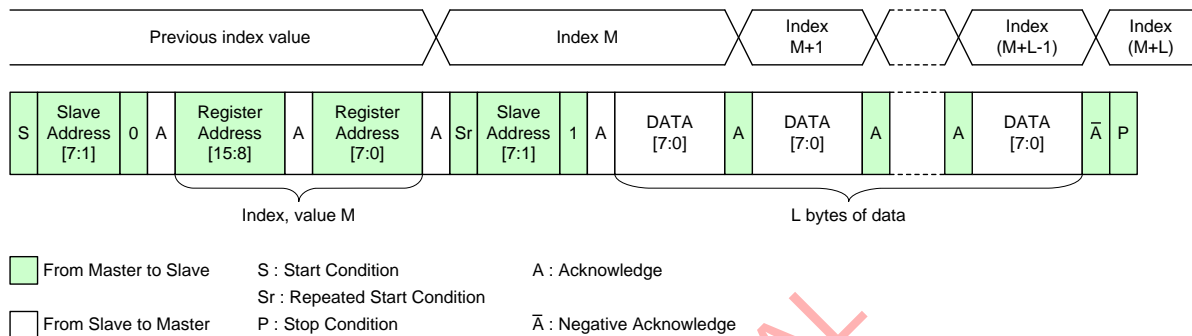 Previous index value
Index M
Index
M+1
Index
(M+L-1)
Index
(M+L)
S
Slave
Address
[7:1]
0
A
Register
Address
[15:8]
A
Register
Address
[7:0]
A
Sr
Slave
Address
[7:1]
1
A
DATA
[7:0]
A
DATA
[7:0]
A
A
DATA
[7:0]
A̅
P
Index, value M
L bytes of data
From Master to Slave
S : Start Condition
A : Acknowledge
Sr : Repeated Start Condition
From Slave to Master
P : Stop Condition
A̅ : Negative Acknowledge